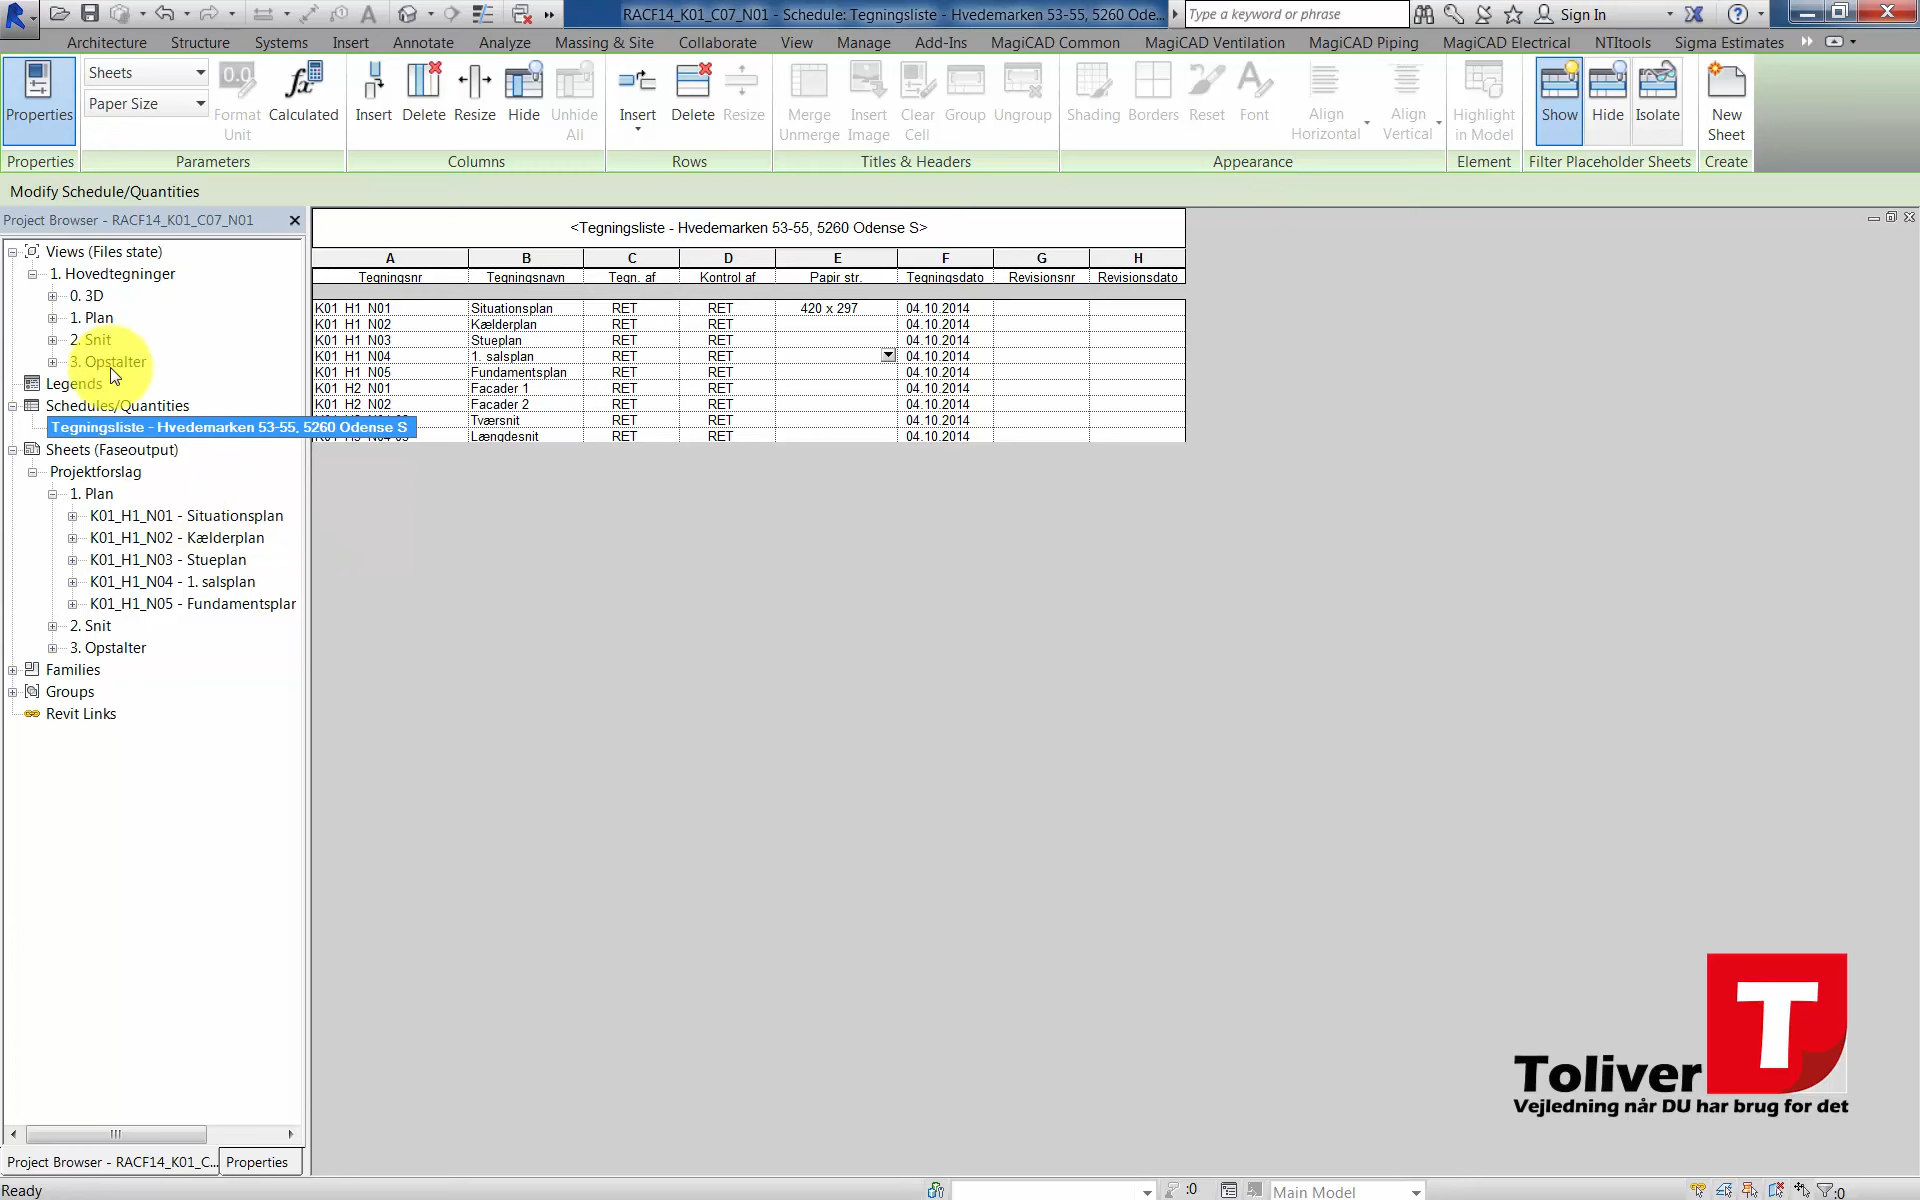 RACF14_K01_C07_N01 - Schedule: Tegningsliste - Hvedemarken 53-55, 5260 Ode...
Type a keyword or phrase
Sign In
Architecture Structure Systems Insert Annotate Analyze Massing & Site Collaborate View Manage Add-Ins MagiCAD Common MagiCAD Ventilation MagiCAD Piping MagiCAD Electrical NTItools Sigma Estimates
Properties
Sheets
Paper Size
Format Unit
Calculated
Insert Delete Resize Hide Unhide All
Insert Delete Resize
Merge Unmerge
Insert Image
Clear Cell
Group Ungroup
Shading Borders Reset Font
Align Horizontal
Align Vertical
Highlight in Model
Show Hide Isolate
New Sheet
Properties Parameters Columns Rows Titles & Headers Appearance Element Filter Placeholder Sheets Create
Modify Schedule/Quantities
Project Browser - RACF14_K01_C07_N01
Views (Files state)
1. Hovedtegninger
0. 3D
1. Plan
2. Snit
3. Opstalter
Legends
Schedules/Quantities
Tegningsliste - Hvedemarken 53-55, 5260 Odense S
Sheets (Faseoutput)
Projektforslag
1. Plan
K01_H1_N01 - Situationsplan
K01_H1_N02 - Kælderplan
K01_H1_N03 - Stueplan
K01_H1_N04 - 1. salsplan
K01_H1_N05 - Fundamentsplar
2. Snit
3. Opstalter
Families
Groups
Revit Links
<Tegningsliste - Hvedemarken 53-55, 5260 Odense S>
A B C D E F G H
Tegningsnr Tegningsnavn Tegn. af Kontrol af Papir str. Tegningsdato Revisionsnr Revisionsdato
K01_H1_N01 Situationsplan RET RET 420 x 297 04.10.2014
K01_H1_N02 Kælderplan RET RET 04.10.2014
K01_H1_N03 Stueplan RET RET 04.10.2014
K01_H1_N04 1. salsplan RET RET 04.10.2014
K01_H1_N05 Fundamentsplan RET RET 04.10.2014
K01_H2_N01 Facader 1 RET RET 04.10.2014
K01_H2_N02 Facader 2 RET RET 04.10.2014
Tværsnit RET RET 04.10.2014
Længdesnit RET RET 04.10.2014
T
Toliver
Vejledning når DU har brug for det
Project Browser - RACF14_K01_C... Properties
Ready
:0
Main Model
:0